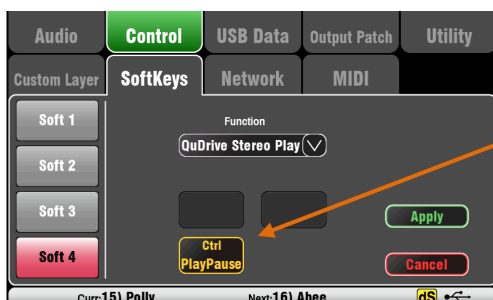 Audio Control USB Data Output Patch Utility
Custom Layer SoftKeys Network MIDI
Soft 1
Function
QuDrive Stereo Play
Soft 2
Soft 3
Apply
Soft 4
Ctrl
PlayPause
Cancel
Curr:15) Polly Next:16) Abee dS